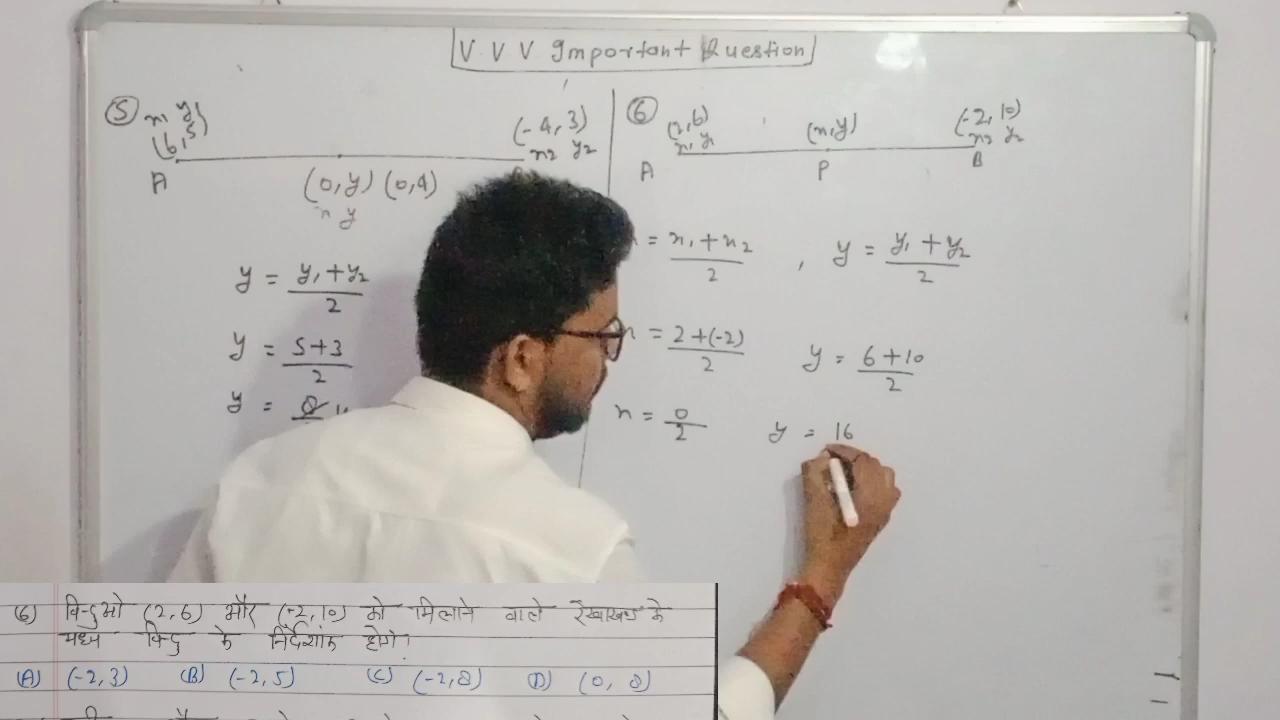 V. V. V Important Question
⑤ x₁ y₁
(6,5)
(-4, 3)
x₂ y₂
A
(0, y) (0,4)
x y
y = y₁ + y₂ / 2
y = 5+3 / 2
y = 8
⑥ (2,6) (x,y) (-2, 10)
x₁ y₁ x₂ y₂
A P B
= x₁ + x₂ / 2 , y = y₁ + y₂ / 2
= 2+(-2) / 2 y = 6+10 / 2
x = 0/2 y = 16
6) बिन्दुओ (2,6) और (-2,10) को मिलाने वाले रेखाखण्ड के
मध्य बिन्दु के निर्देशांक होंगे।
(A) (-2,3) (B) (-2,5) (C) (-2,8) (D) (0, 8)